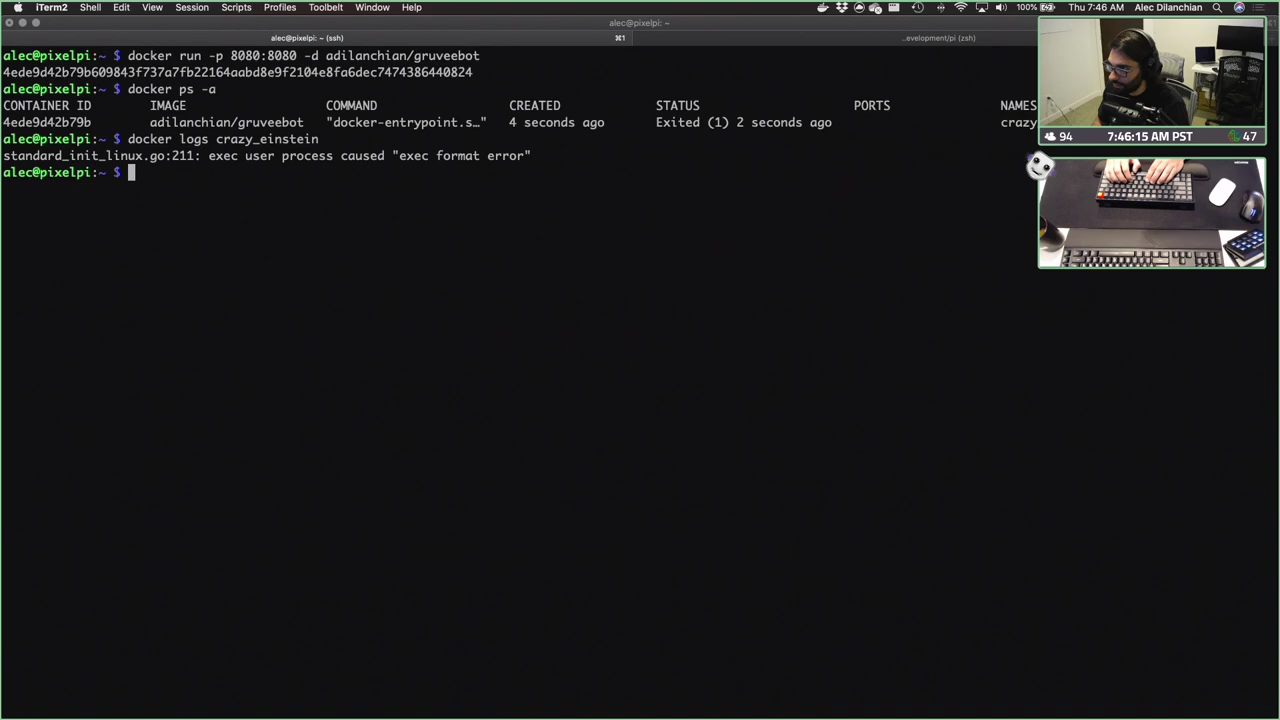 iTerm2 Shell Edit View Session Scripts Profiles Toolbelt Window Help 100% Thu 7:46 AM Alec Dilanchian
alec@pixelpi: ~
alec@pixelpi: ~ (ssh) ⌘1 ..evelopment/pi (zsh)
alec@pixelpi:~ $ docker run -p 8080:8080 -d adilanchian/gruveebot
4ede9d42b79b609843f737a7fb22164aabd8e9f2104e8fa6dec7474386440824
alec@pixelpi:~ $ docker ps -a
CONTAINER ID IMAGE COMMAND CREATED STATUS PORTS NAMES
4ede9d42b79b adilanchian/gruveebot "docker-entrypoint.s…" 4 seconds ago Exited (1) 2 seconds ago crazy
alec@pixelpi:~ $ docker logs crazy_einstein
standard_init_linux.go:211: exec user process caused "exec format error"
alec@pixelpi:~ $
94 7:46:15 AM PST 47